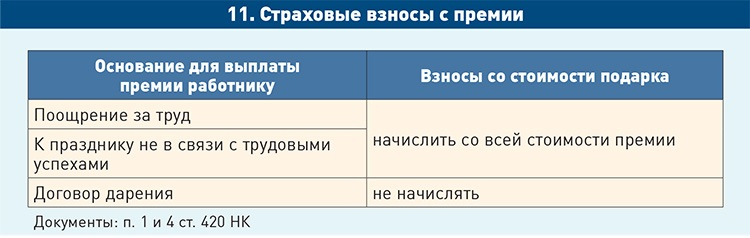 11. Страховые взносы с премии
Основание для выплаты
премии работнику
Взносы со стоимости подарка
Поощрение за труд
начислить со всей стоимости премии
К празднику не в связи с трудовыми
успехами
Договор дарения
не начислять
Документы: п. 1 и 4 ст. 420 НК